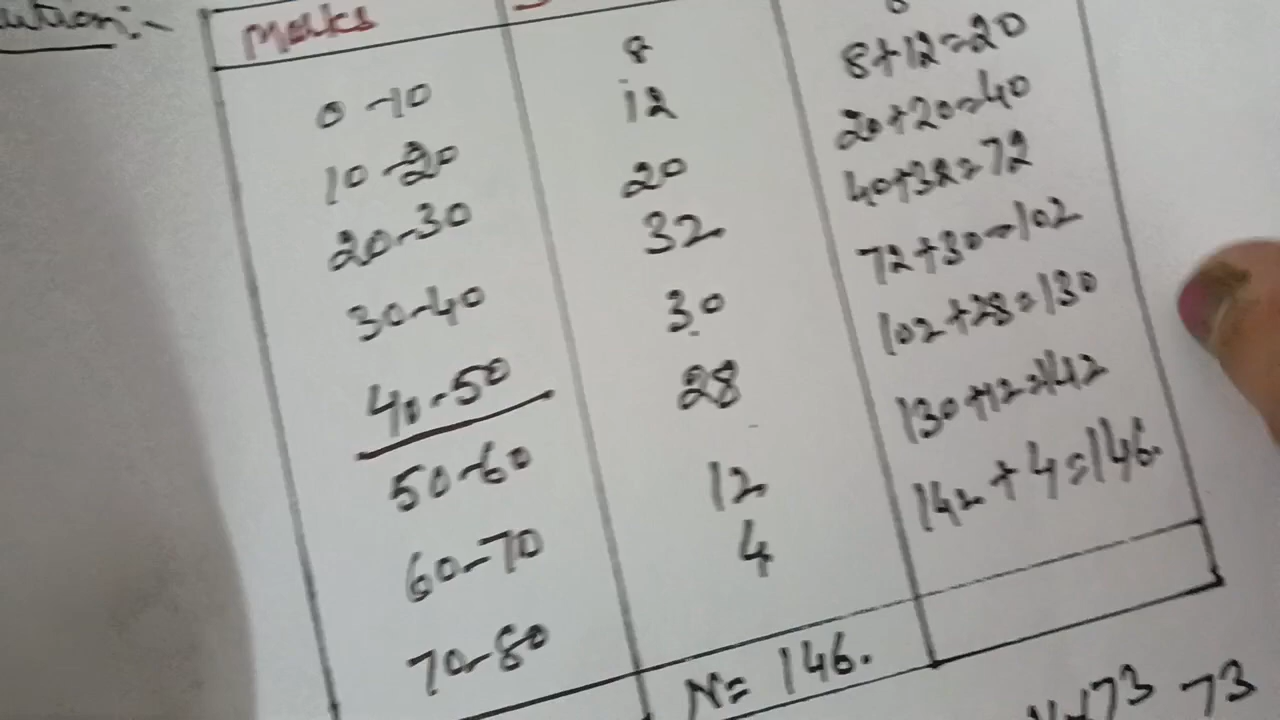 Marks
8
8
0-10 12 8+12=20
10-20 20 20+20=40
20-30 32 40+32=72
30-40 30 72+30=102
40-50 28 102+28=130
50-60 12 130+12=142
60-70 4 142+4=146.
70-80
N= 146.
73 73